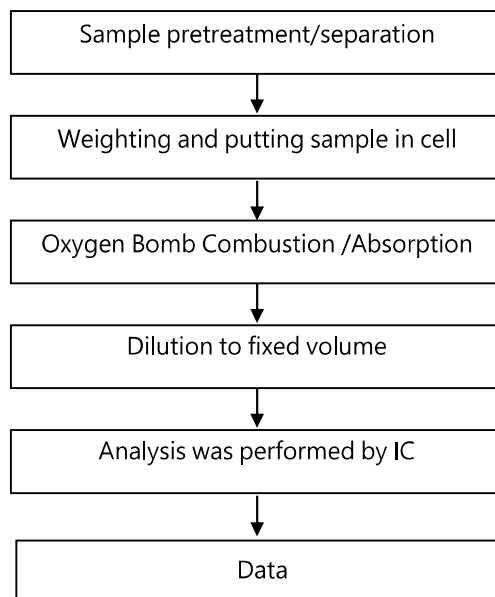 Sample pretreatment/separation
Weighting and putting sample in cell
Oxygen Bomb Combustion /Absorption
Dilution to fixed volume
Analysis was performed by IC
Data